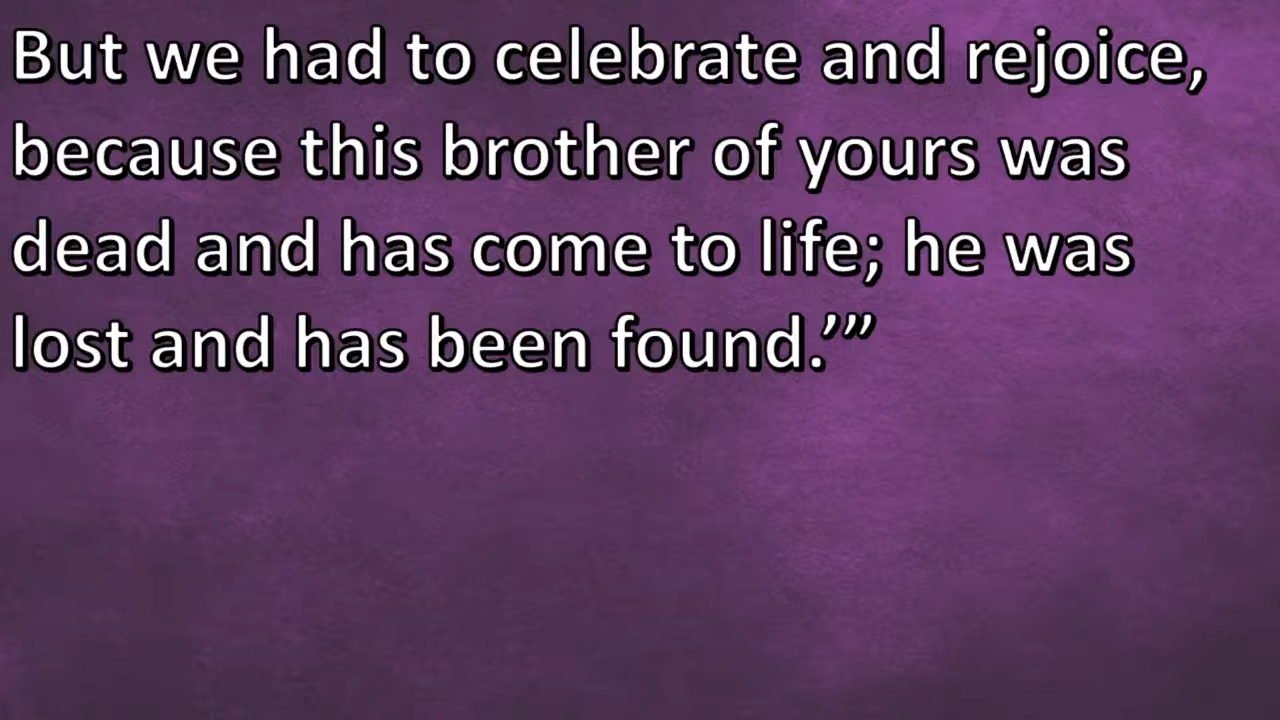 But we had to celebrate and rejoice,
because this brother of yours was
dead and has come to life; he was
lost and has been found.’”